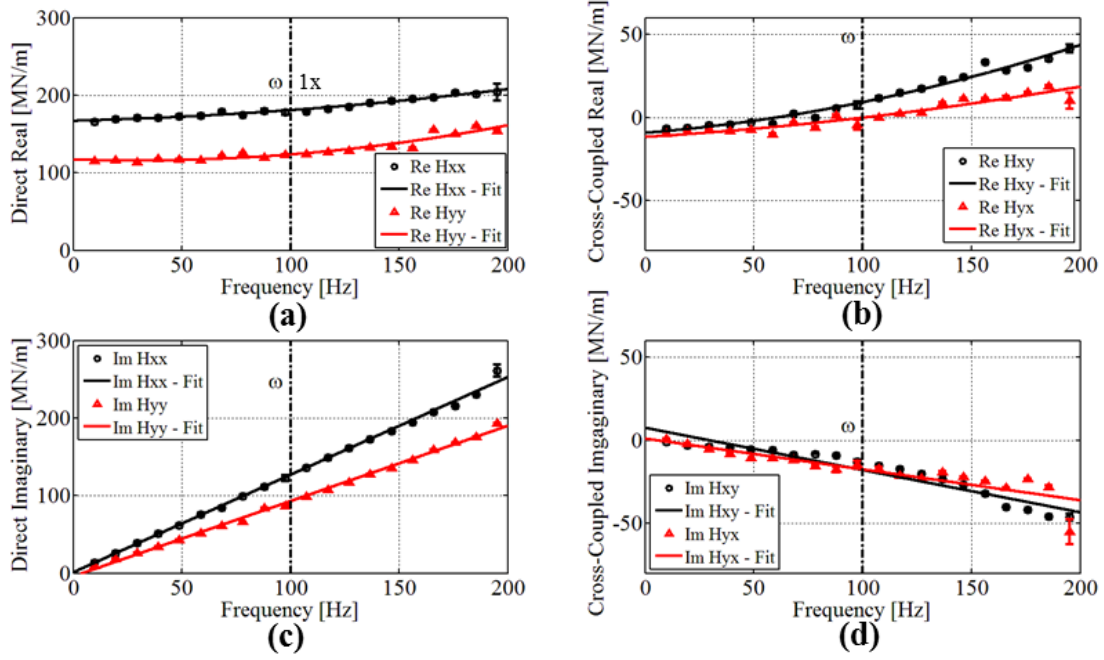 Direct Real [MN/m]
300
200
100
0
ω 1x
Re Hxx
Re Hxx - Fit
Re Hyy
Re Hyy - Fit
0 50 100 150 200
Frequency [Hz]
(a)
Cross-Coupled Real [MN/m]
50
0
-50
ω
Re Hxy
Re Hxy - Fit
Re Hyx
Re Hyx - Fit
0 50 100 150 200
Frequency [Hz]
(b)
Direct Imaginary [MN/m]
300
200
100
0
ω
Im Hxx
Im Hxx - Fit
Im Hyy
Im Hyy - Fit
0 50 100 150 200
Frequency [Hz]
(c)
Cross-Coupled Imgaginary [MN/m]
50
0
-50
ω
Im Hxy
Im Hxy - Fit
Im Hyx
Im Hyx - Fit
0 50 100 150 200
Frequency [Hz]
(d)